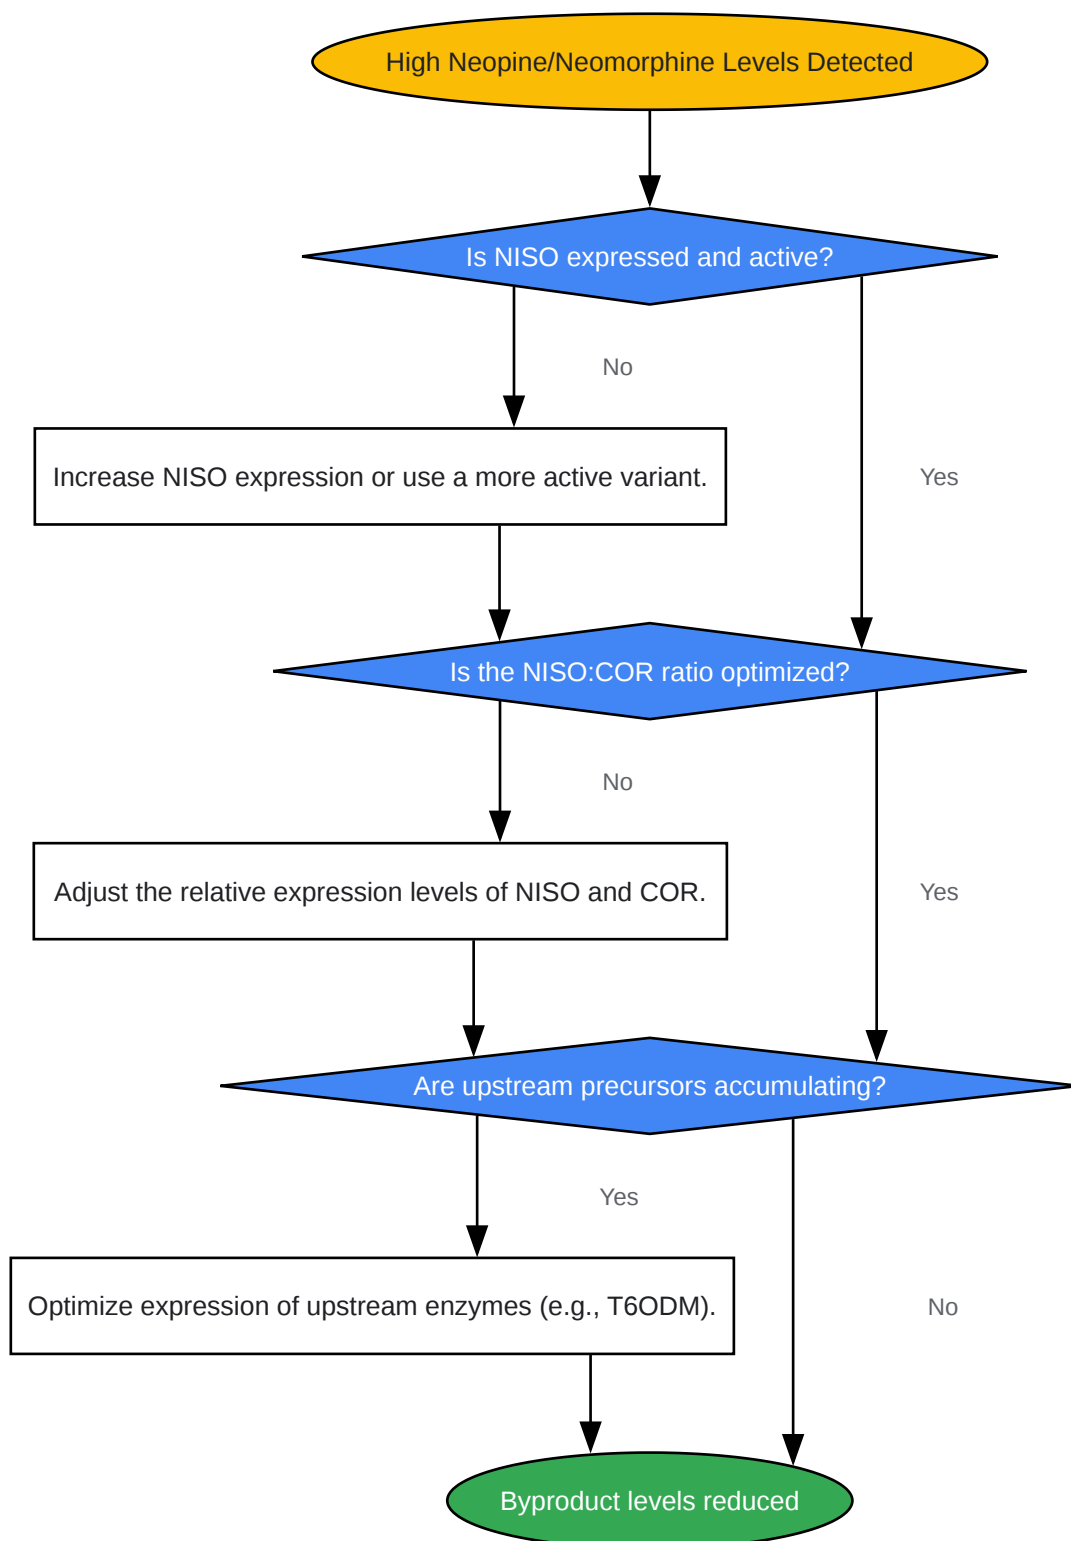 High Neopine/Neomorphine Levels Detected
Is NISO expressed and active?
No
Increase NISO expression or use a more active variant.
Yes
Is the NISO:COR ratio optimized?
No
Adjust the relative expression levels of NISO and COR.
Yes
Are upstream precursors accumulating?
Yes
Optimize expression of upstream enzymes (e.g., T6ODM).
No
Byproduct levels reduced